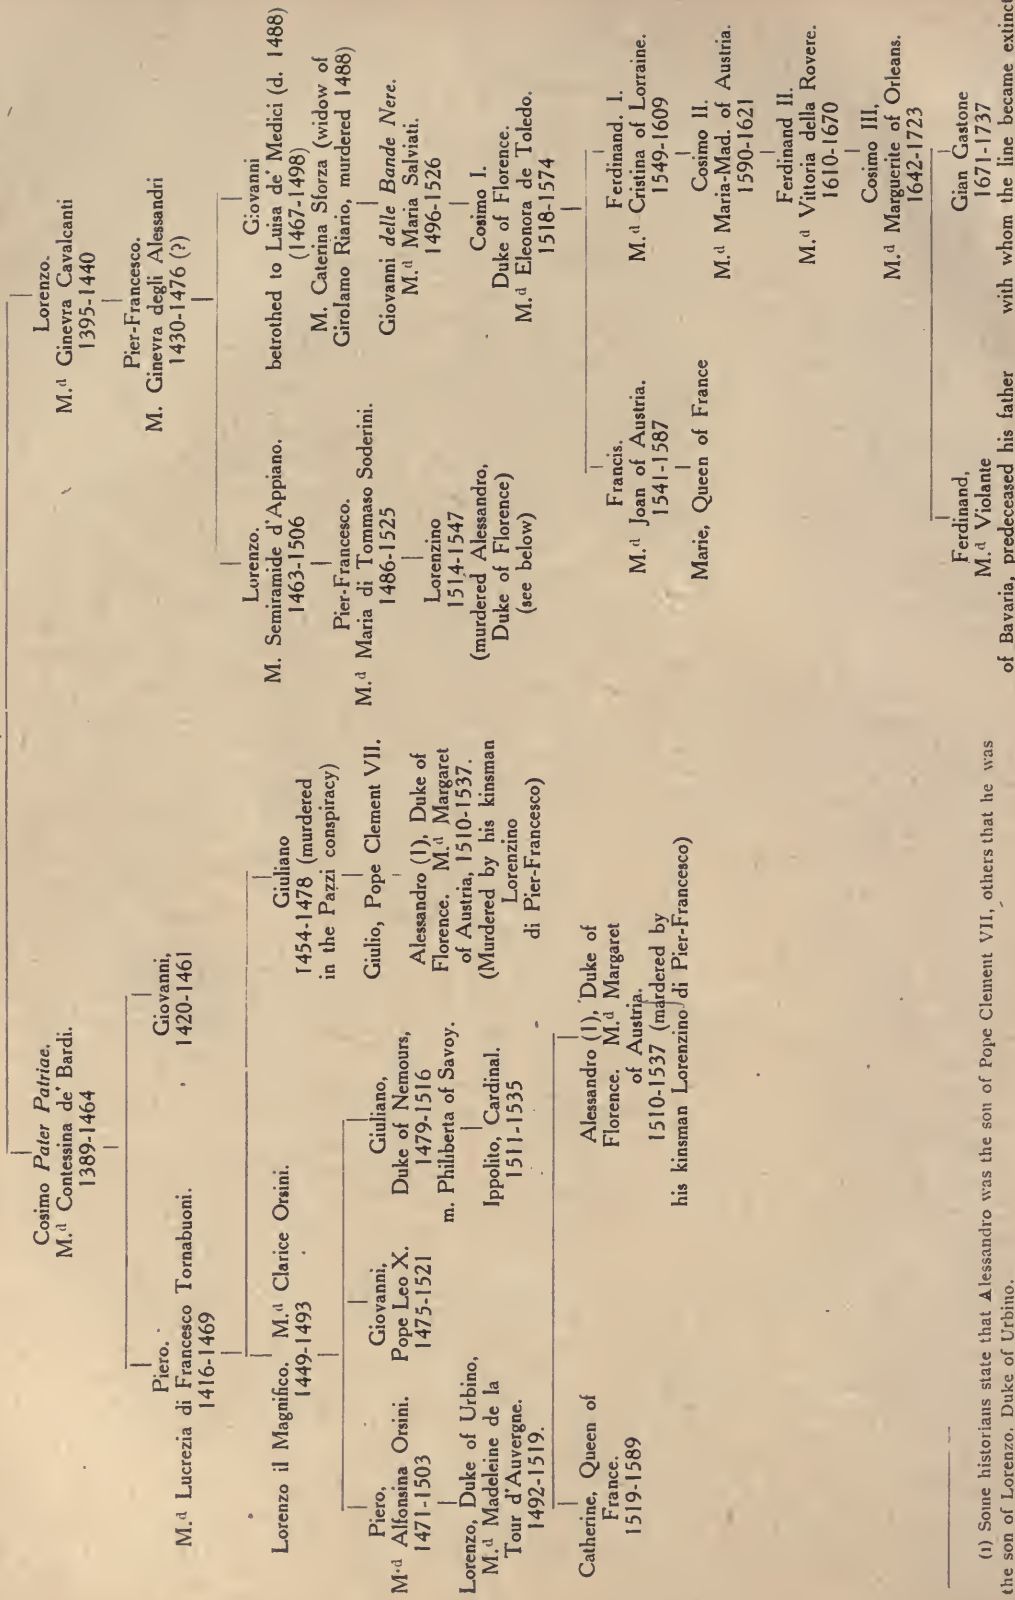 Cosimo Pater Patriae.
M.d Contessina de' Bardi.
1389-1464
Lorenzo.
M.d Ginevra Cavalcanti
1395-1440
Piero.
M.d Lucrezia di Francesco Tornabuoni.
1416-1469
Giovanni,
1420-1461
Pier-Francesco.
M. Ginevra degli Alessandri
1430-1476 (?)
Lorenzo il Magnifico. M.d Clarice Orsini.
1449-1493
Giuliano
1454-1478 (murdered
in the Pazzi conspiracy)
Giulio, Pope Clement VII.
Alessandro (1), Duke of
Florence. M.d Margaret
of Austria, 1510-1537.
(Murdered by his kinsman
Lorenzino
di Pier-Francesco)
Lorenzo.
M. Semiramide d'Appiano.
1463-1506
Pier-Francesco.
M.d Maria di Tommaso Soderini.
1486-1525
Lorenzino
1514-1547
(murdered Alessandro,
Duke of Florence)
(see below)
Giovanni
betrothed to Luisa de' Medici (d. 1488)
(1467-1498)
M. Caterina Sforza (widow of
Girolamo Riario, murdered 1488)
Giovanni delle Bande Nere.
M.d Maria Salviati.
1496-1526
Cosimo I.
Duke of Florence.
M.d Eleonora de Toledo.
1518-1574
Piero,
M.d Alfonsina Orsini.
1471-1503
Giovanni,
Pope Leo X.
1475-1521
Giuliano,
Duke of Nemours,
1479-1516
m. Philiberta of Savoy.
Ippolito, Cardinal.
1511-1535
Lorenzo, Duke of Urbino,
M.d Madeleine de la
Tour d'Auvergne.
1492-1519.
Catherine, Queen of
France.
1519-1589
Alessandro (1), Duke of
Florence. M.d Margaret
of Austria.
1510-1537 (mardered by
his kinsman Lorenzino di Pier-Francesco)
Francis.
M.d Joan of Austria.
1541-1587
Marie, Queen of France
Ferdinand. I.
M.d Cristina of Lorraine.
1549-1609
Cosimo II.
M.d Maria-Mad. of Austria.
1590-1621
Ferdinand II.
M.d Vittoria della Rovere.
1610-1670
Cosimo III,
M.d Marguerite of Orleans.
1642-1723
Ferdinand,
M.d Violante
of Bavaria, predeceased his father
Gian Gastone
1671-1737
with whom the line became extinct
(1) Some historians state that Alessandro was the son of Pope Clement VII, others that he was
the son of Lorenzo, Duke of Urbino.